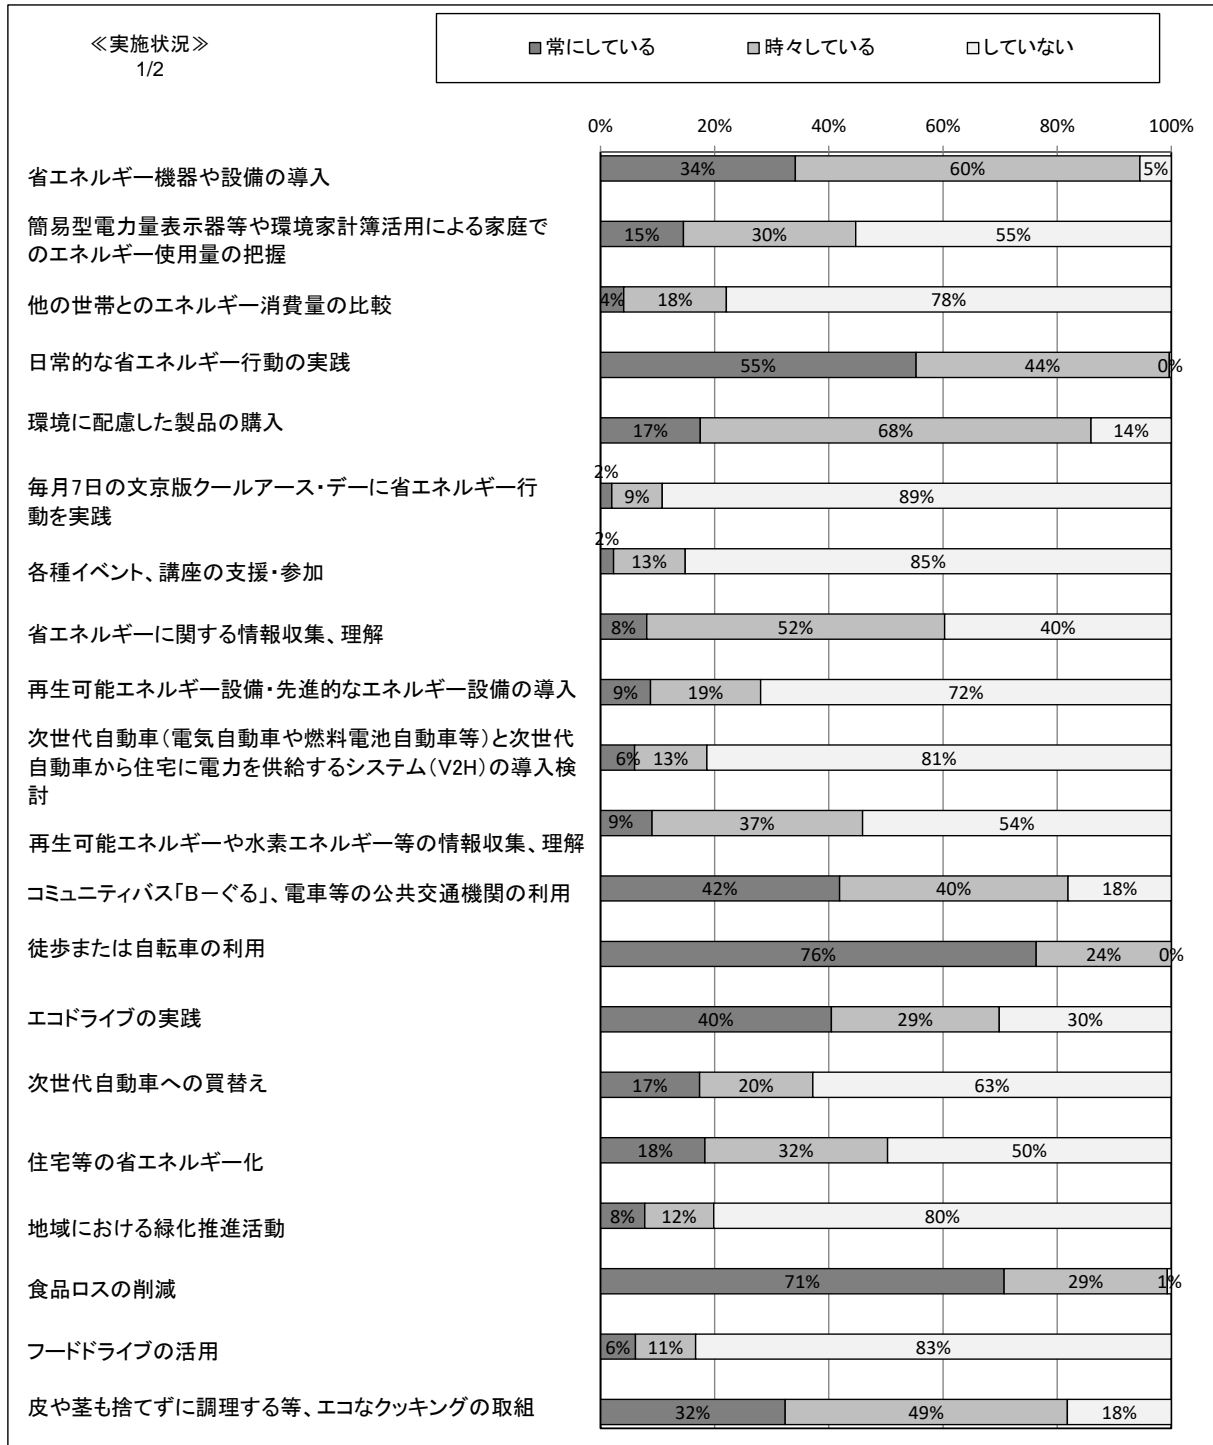 ≪実施状況≫
1/2
常にしている 時々している していない
0% 20% 40% 60% 80% 100%
省エネルギー機器や設備の導入
34% 60% 5%
簡易型電力量表示器等や環境家計簿活用による家庭で
のエネルギー使用量の把握
15% 30% 55%
他の世帯とのエネルギー消費量の比較
4% 18% 78%
日常的な省エネルギー行動の実践
55% 44% 0%
環境に配慮した製品の購入
17% 68% 14%
毎月7日の文京版クールアース・デーに省エネルギー行
動を実践
2% 9% 89%
各種イベント、講座の支援・参加
2% 13% 85%
省エネルギーに関する情報収集、理解
8% 52% 40%
再生可能エネルギー設備・先進的なエネルギー設備の導入
9% 19% 72%
次世代自動車（電気自動車や燃料電池自動車等）と次世代
自動車から住宅に電力を供給するシステム（V2H）の導入検
討
6% 13% 81%
再生可能エネルギーや水素エネルギー等の情報収集、理解
9% 37% 54%
コミュニティバス「B－ぐる」、電車等の公共交通機関の利用
42% 40% 18%
徒歩または自転車の利用
76% 24% 0%
エコドライブの実践
40% 29% 30%
次世代自動車への買替え
17% 20% 63%
住宅等の省エネルギー化
18% 32% 50%
地域における緑化推進活動
8% 12% 80%
食品ロスの削減
71% 29% 1%
フードドライブの活用
6% 11% 83%
皮や茎も捨てずに調理する等、エコなクッキングの取組
32% 49% 18%